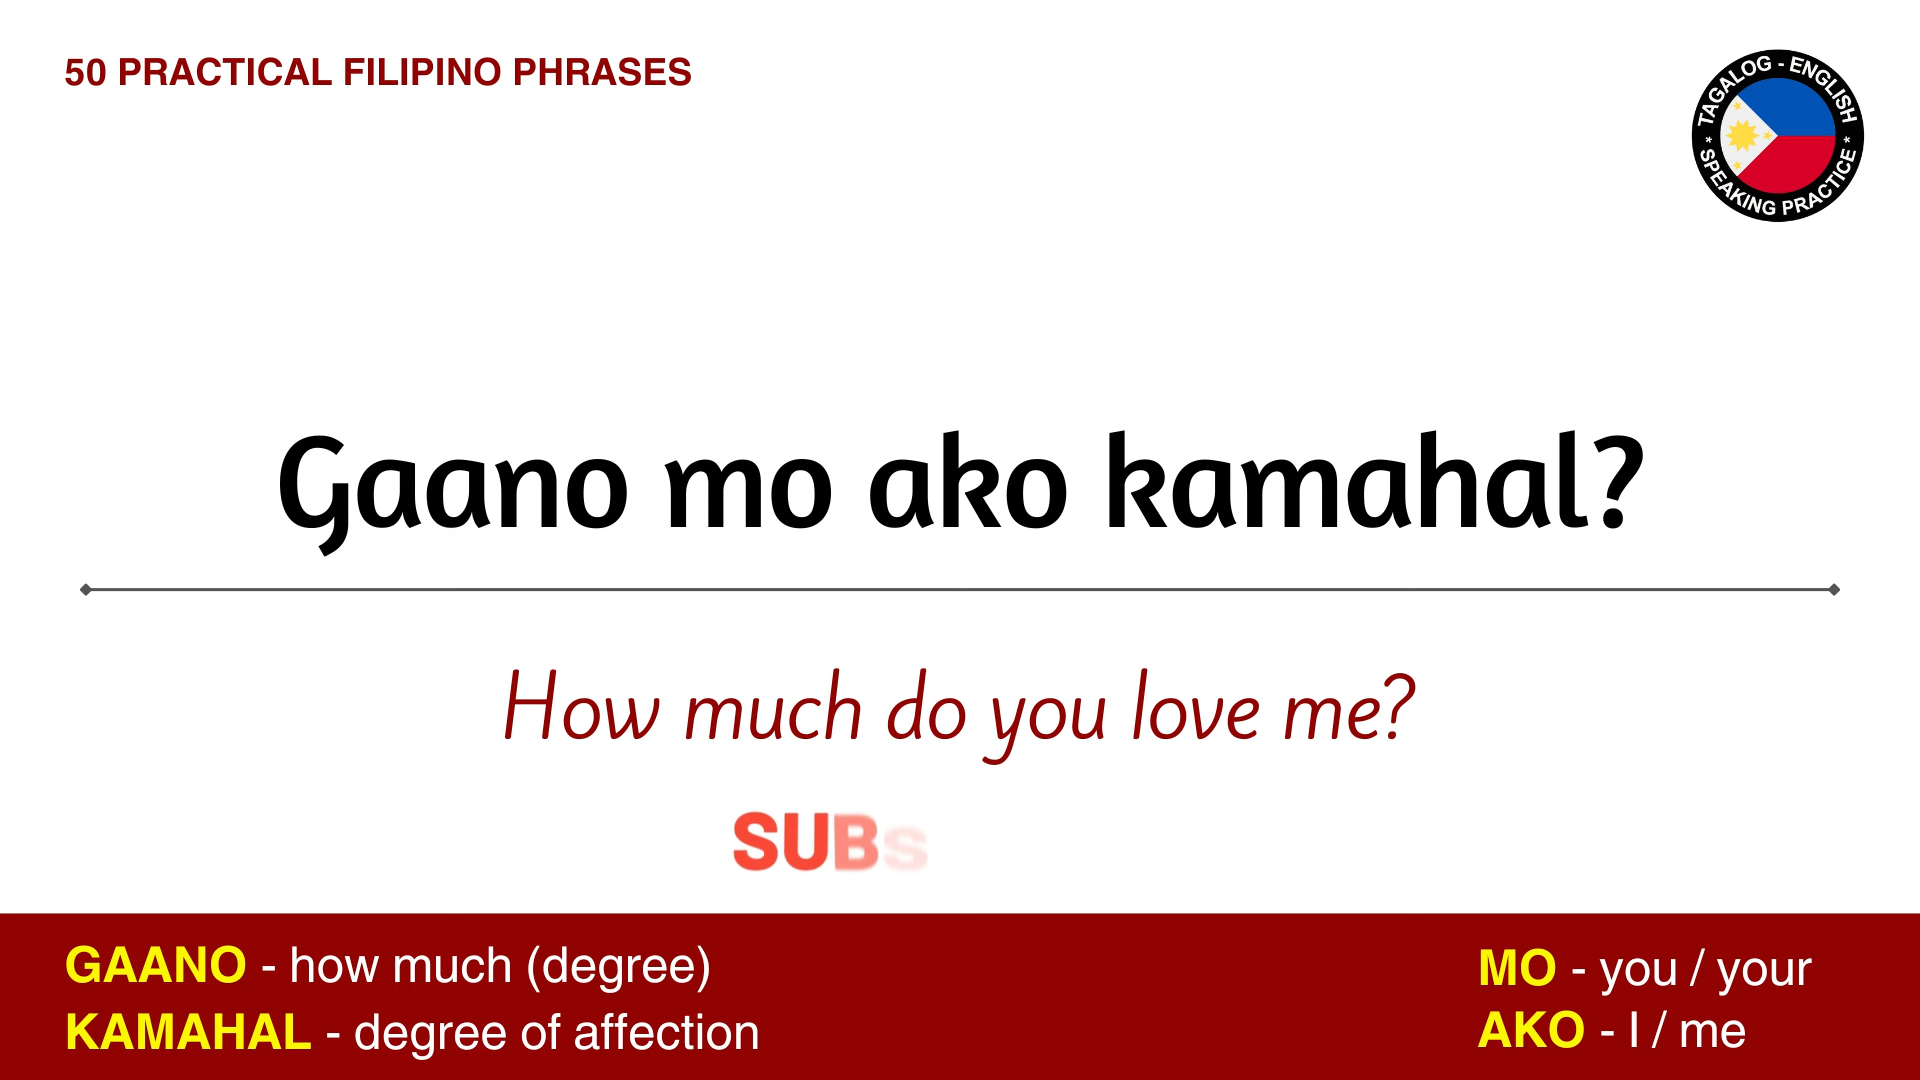 50 PRACTICAL FILIPINO PHRASES
TAGALOG - ENGLISH
* SPEAKING PRACTICE *
Gaano mo ako kamahal?
How much do you love me?
SUBs
GAANO - how much (degree)
KAMAHAL - degree of affection
MO - you / your
AKO - I / me